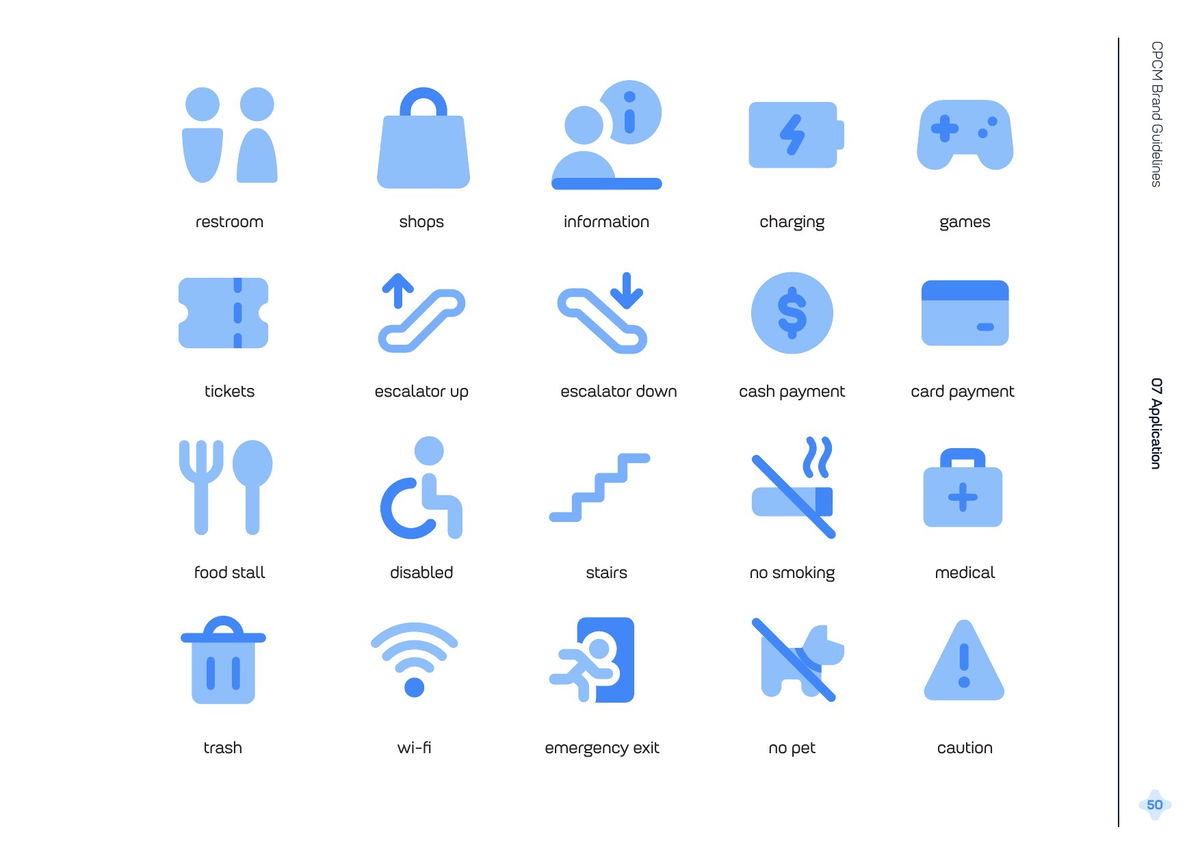 restroom
shops
information
charging
games
tickets
escalator up
escalator down
cash payment
card payment
food stall
disabled
stairs
no smoking
medical
trash
wi-fi
emergency exit
no pet
caution
CPCM Brand Guidelines
07 Application
50